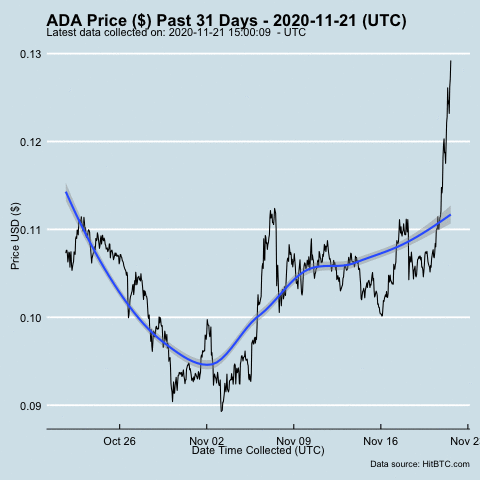 ADA Price ($) Past 31 Days - 2020-11-21 (UTC)
Latest data collected on: 2020-11-21 15:00:09  - UTC
0.13
0.12
0.11
0.10
0.09
Price USD ($)
Oct 26
Nov 02
Nov 09
Nov 16
Nov 2
Date Time Collected (UTC)
Data source: HitBTC.com